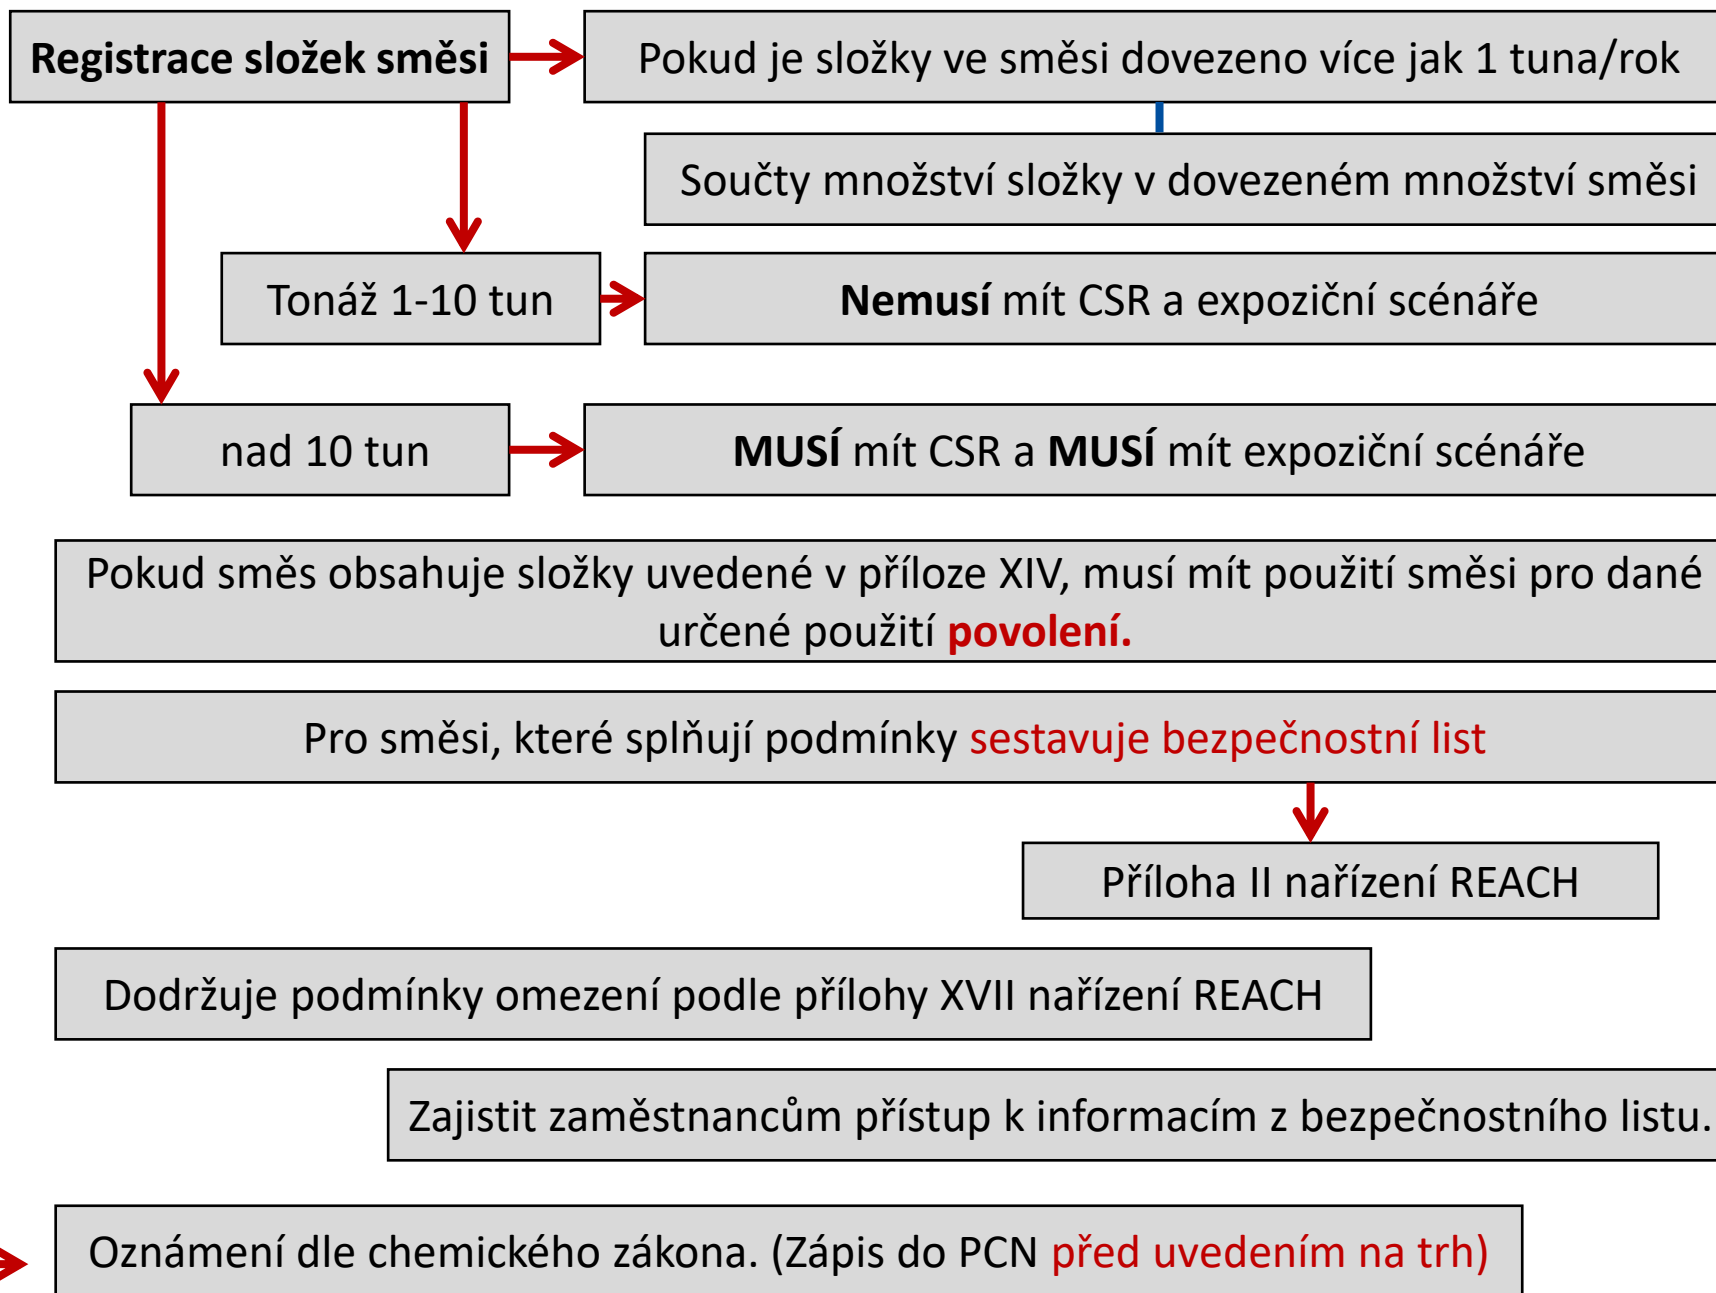 Registrace složek směsi
Pokud je složky ve směsi dovezeno více jak 1 tuna/rok
Součty množství složky v dovezeném množství směsi
Tonáž 1-10 tun
Nemusí mít CSR a expoziční scénáře
nad 10 tun
MUSÍ mít CSR a MUSÍ mít expoziční scénáře
Pokud směs obsahuje složky uvedené v příloze XIV, musí mít použití směsi pro dané
určené použití povolení.
Pro směsi, které splňují podmínky sestavuje bezpečnostní list
Příloha II nařízení REACH
Dodržuje podmínky omezení podle přílohy XVII nařízení REACH
Zajistit zaměstnancům přístup k informacím z bezpečnostního listu.
Oznámení dle chemického zákona. (Zápis do PCN před uvedením na trh)